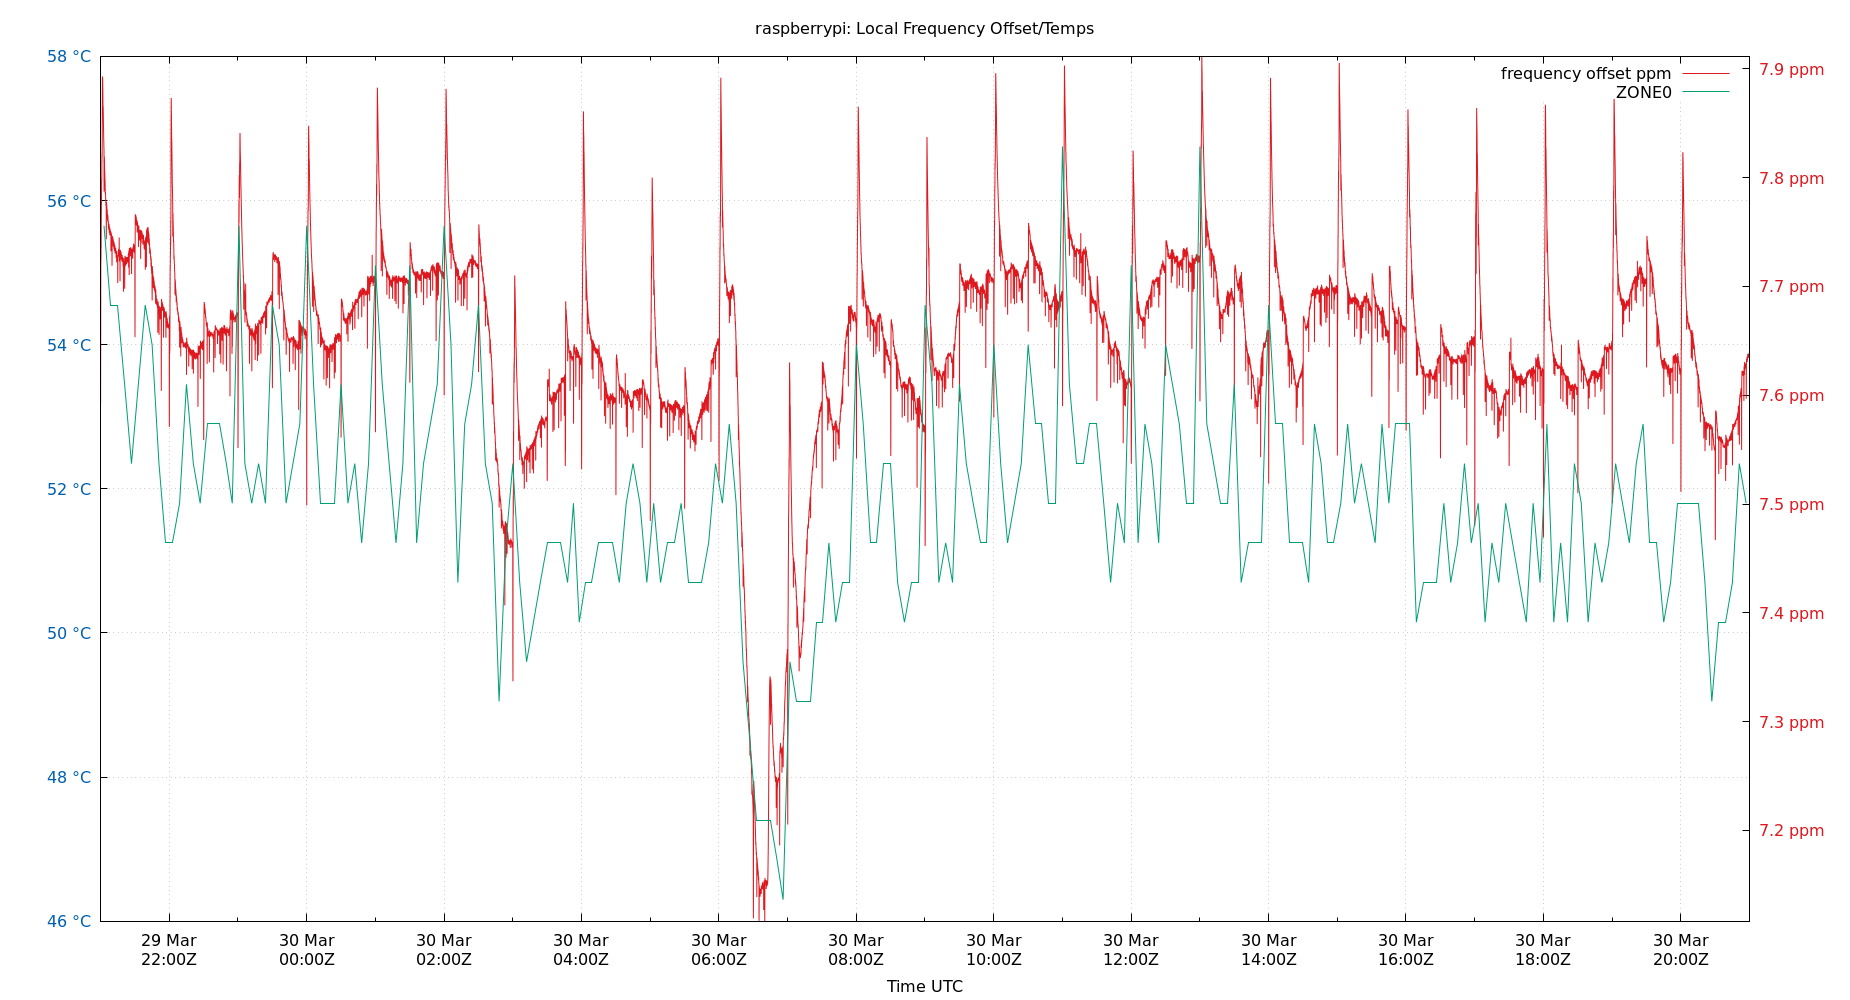 raspberrypi: Local Frequency Offset/Temps
58 °C
56 °C
54 °C
52 °C
50 °C
48 °C
46 °C
frequency offset ppm
ZONE0
7.9 ppm
7.8 ppm
7.7 ppm
7.6 ppm
7.5 ppm
7.4 ppm
7.3 ppm
7.2 ppm
29 Mar
22:00Z
30 Mar
00:00Z
30 Mar
02:00Z
30 Mar
04:00Z
30 Mar
06:00Z
30 Mar
08:00Z
30 Mar
10:00Z
30 Mar
12:00Z
30 Mar
14:00Z
30 Mar
16:00Z
30 Mar
18:00Z
30 Mar
20:00Z
Time UTC